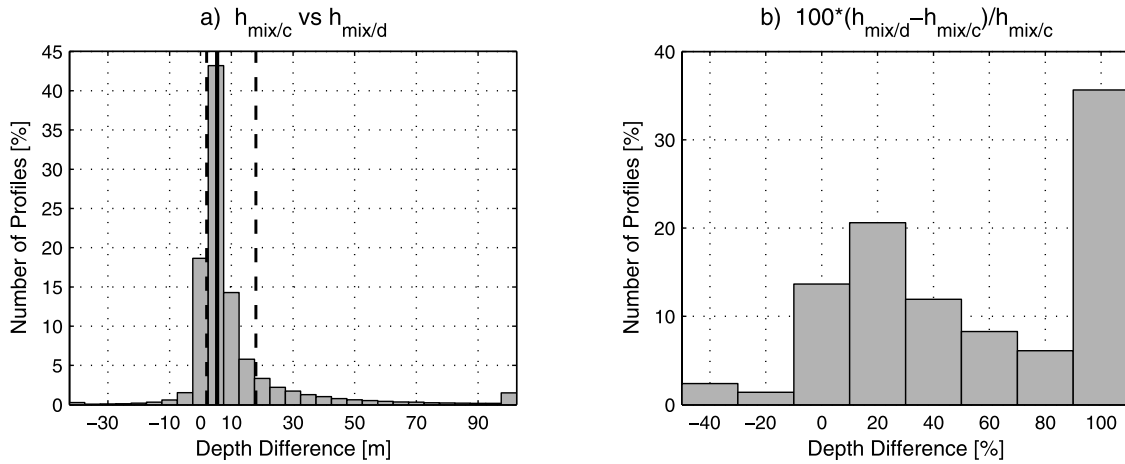 a) h_mix/c vs h_mix/d
45
40
35
30
25
20
15
10
5
0
Number of Profiles [%]
−30 −10 0 10 30 50 70 90
Depth Difference [m]
b) 100*(h_mix/d−h_mix/c)/h_mix/c
40
30
20
10
0
Number of Profiles [%]
−40 −20 0 20 40 60 80 100
Depth Difference [%]